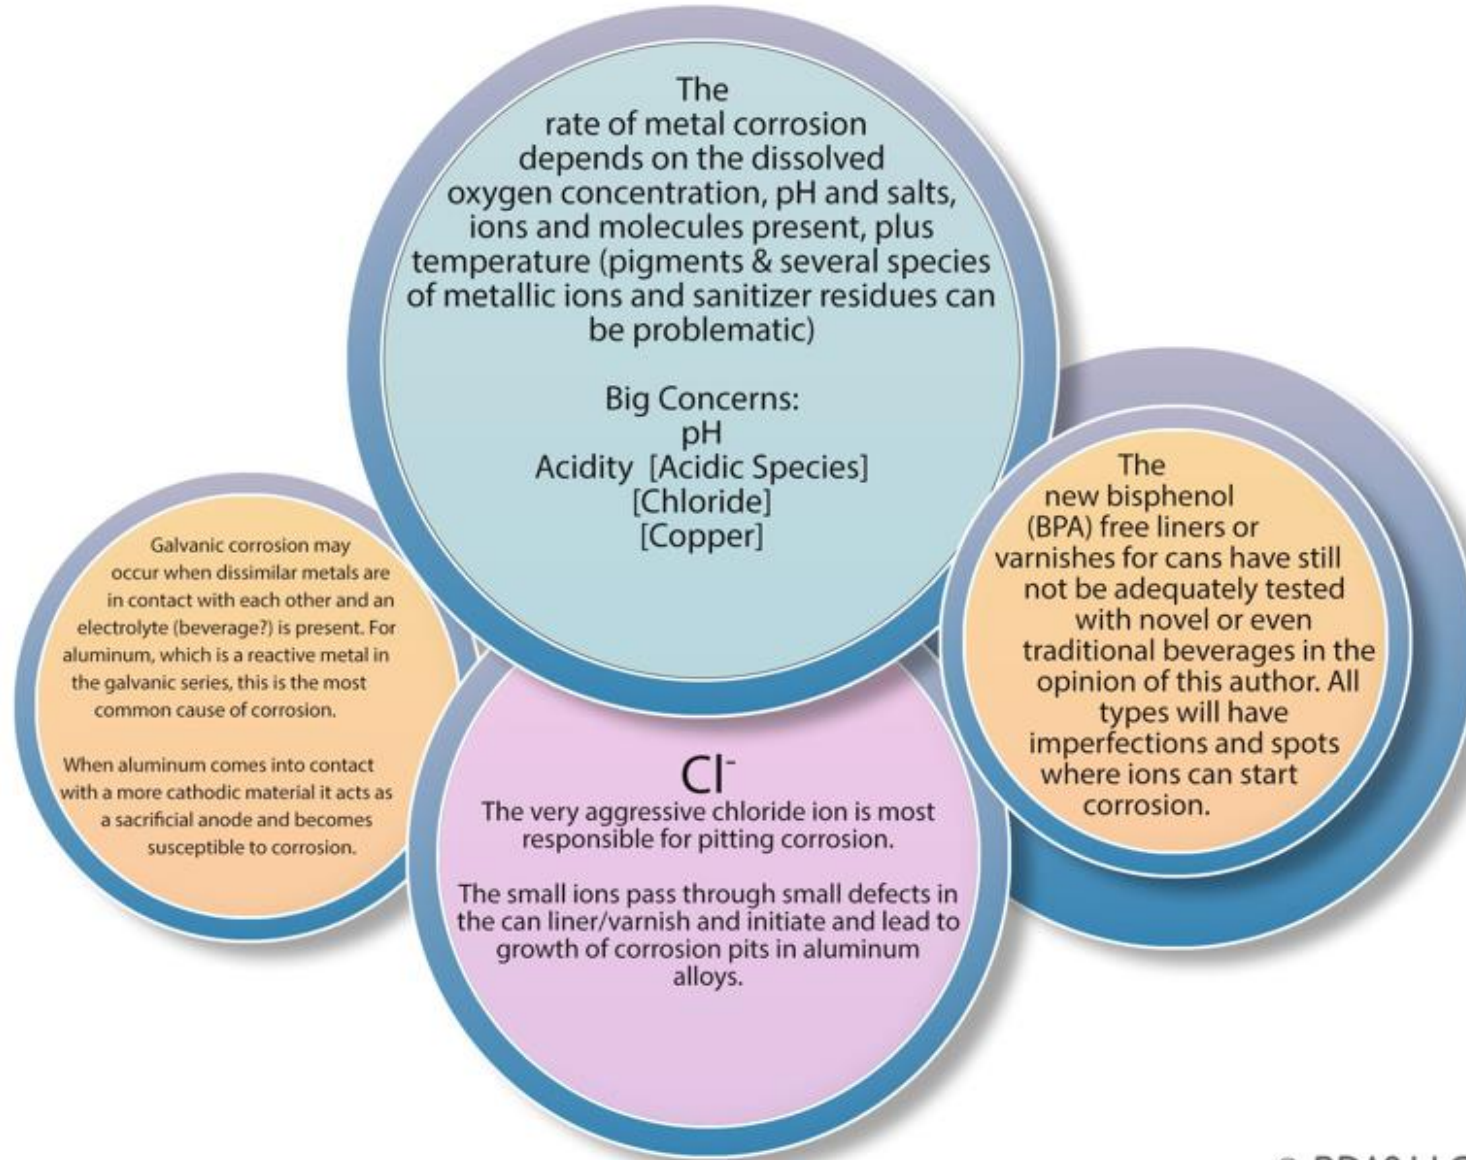 The
rate of metal corrosion
depends on the dissolved
oxygen concentration, pH and salts,
ions and molecules present, plus
temperature (pigments & several species
of metallic ions and sanitizer residues can
be problematic)
Big Concerns:
pH
Acidity [Acidic Species]
[Chloride]
[Copper]
Galvanic corrosion may
occur when dissimilar metals are
in contact with each other and an
electrolyte (beverage?) is present. For
aluminum, which is a reactive metal in
the galvanic series, this is the most
common cause of corrosion.
When aluminum comes into contact
with a more cathodic material it acts as
a sacrificial anode and becomes
susceptible to corrosion.
The
new bisphenol
(BPA) free liners or
varnishes for cans have still
not be adequately tested
with novel or even
traditional beverages in the
opinion of this author. All
types will have
imperfections and spots
where ions can start
corrosion.
Cl⁻
The very aggressive chloride ion is most
responsible for pitting corrosion.
The small ions pass through small defects in
the can liner/varnish and initiate and lead to
growth of corrosion pits in aluminum
alloys.